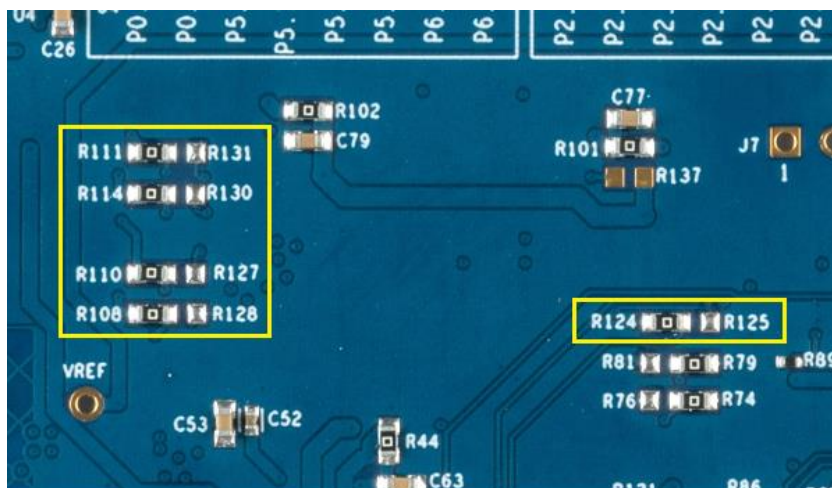 U4
C26
P0.
P0.
P5.
P5.
P5.
P5.
P6.
P6.
P2.
P2.
P2.
P2.
P2
P2
R102
C79
C77
R101
R137
J7
1
R111 R131
R114 R130
R110 R127
R108 R128
R124 R125
R81 R79 R89
R76 R74
VREF
C53 C52
R44
C63